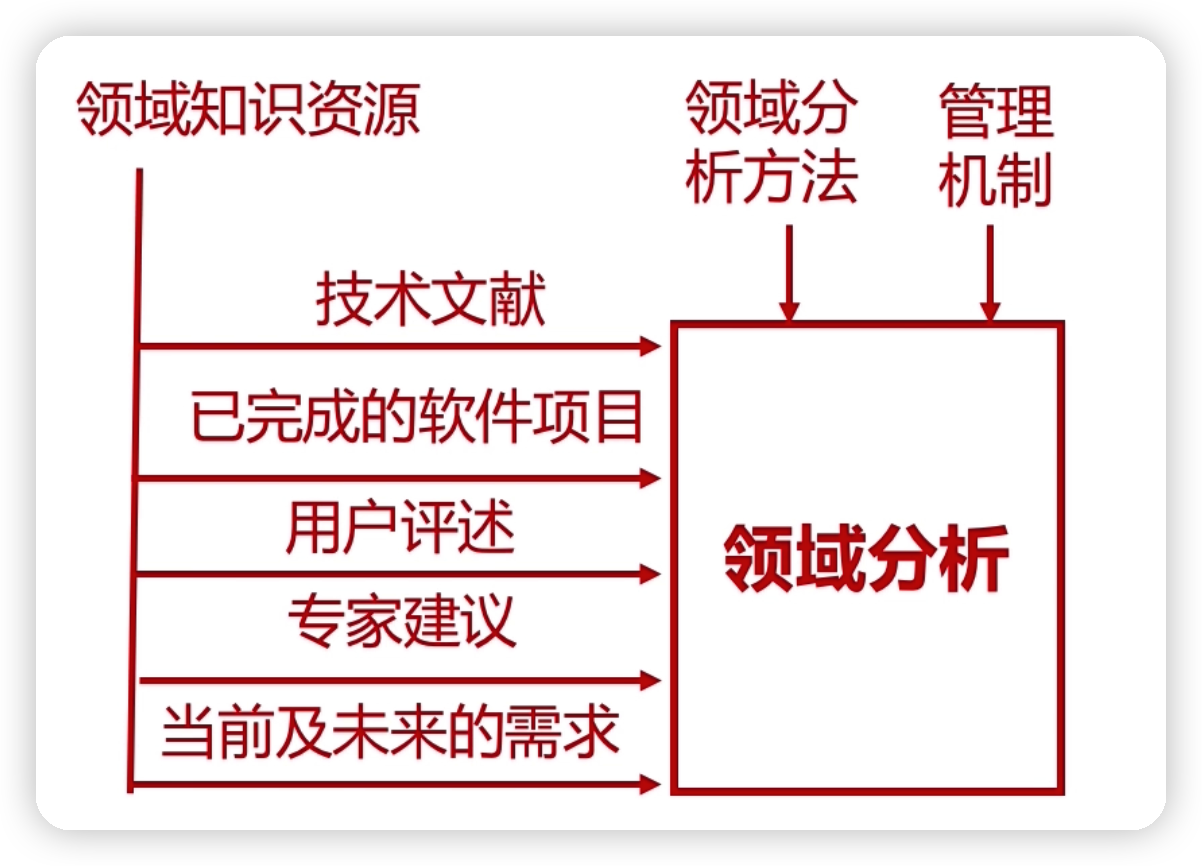 领域知识资源
领域分
析方法
管理
机制
技术文献
已完成的软件项目
用户评述
专家建议
当前及未来的需求
领域分析